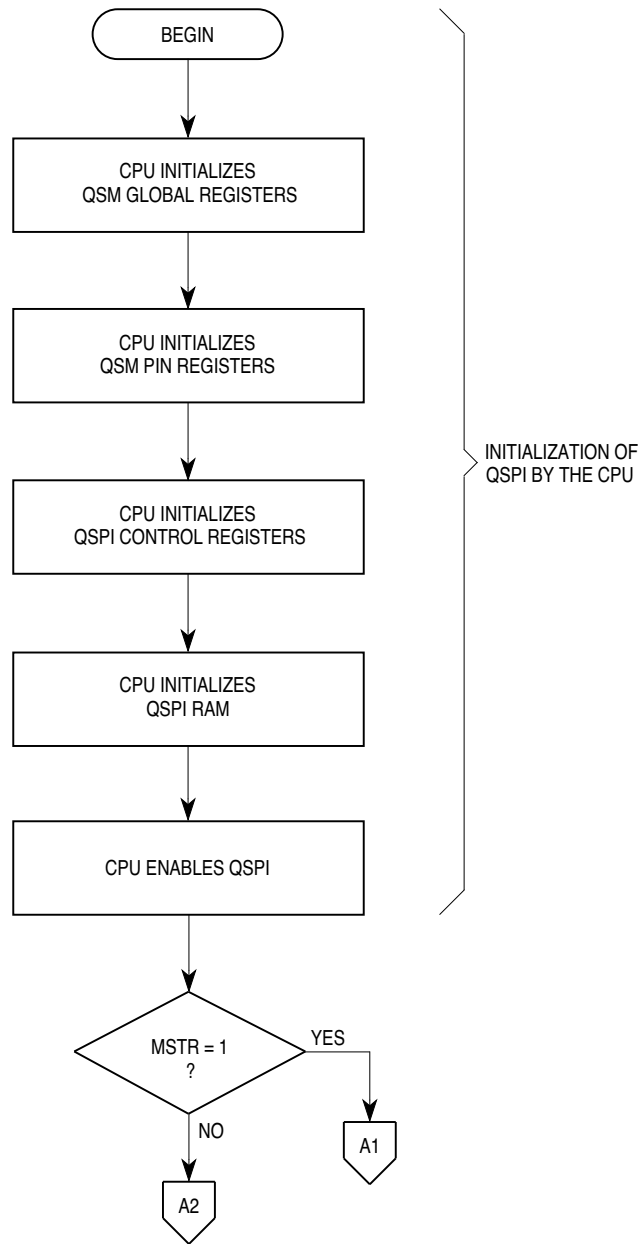 BEGIN
CPU INITIALIZES
QSM GLOBAL REGISTERS
CPU INITIALIZES
QSM PIN REGISTERS
INITIALIZATION OF
QSPI BY THE CPU
CPU INITIALIZES
QSPI CONTROL REGISTERS
CPU INITIALIZES
QSPI RAM
CPU ENABLES QSPI
MSTR = 1
?
YES
NO
A1
A2